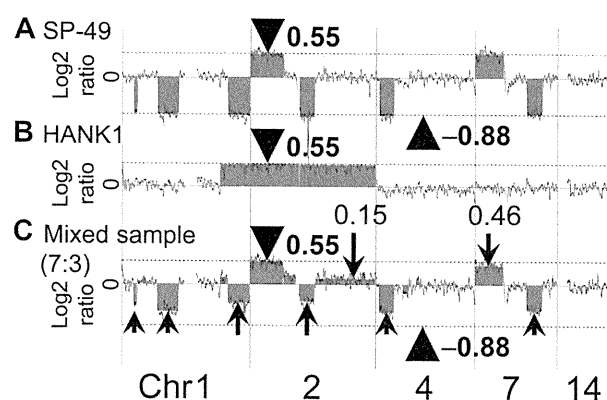 A SP-49
0.55
Log2 ratio
0
−0.88
B HANK1
0.55
Log2 ratio
0
0.15 0.46
C Mixed sample (7:3)
0.55
Log2 ratio
0
−0.88
Chr1 2 4 7 14